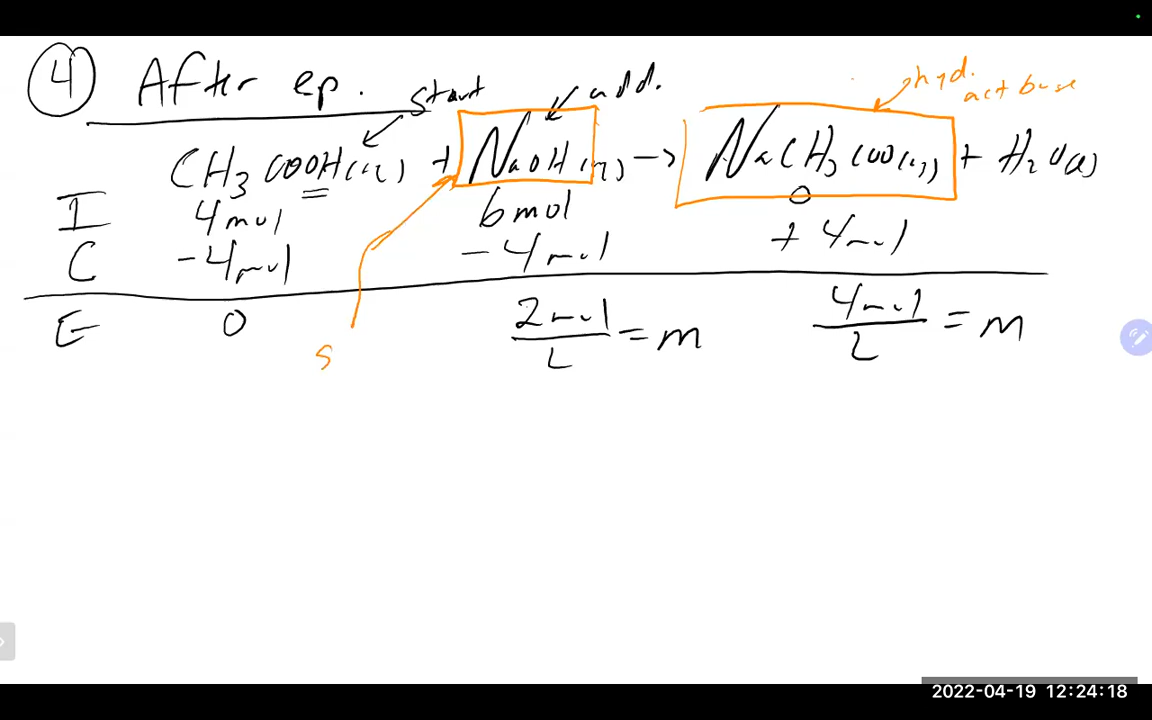 ④ After ep.
start
add.
hyd.
act base
CH3COOH(aq) + NaOH(aq) -> NaCH3COO(aq) + H2O(l)
I 4mol 6mol 0
C -4mol -4mol +4mol
E 0 2mol/L = M 4mol/L = M
S
2022-04-19 12:24:18